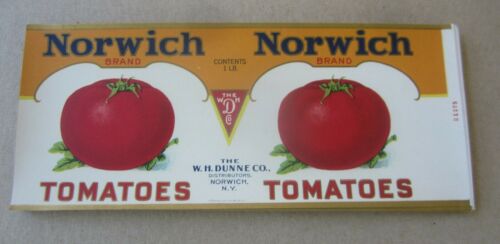 Norwich
BRAND
TOMATOES
CONTENTS
1 LB.
THE
W D H
CO
THE
W. H. DUNNE CO.,
DISTRIBUTORS,
NORWICH,
N.Y.
Norwich
BRAND
TOMATOES